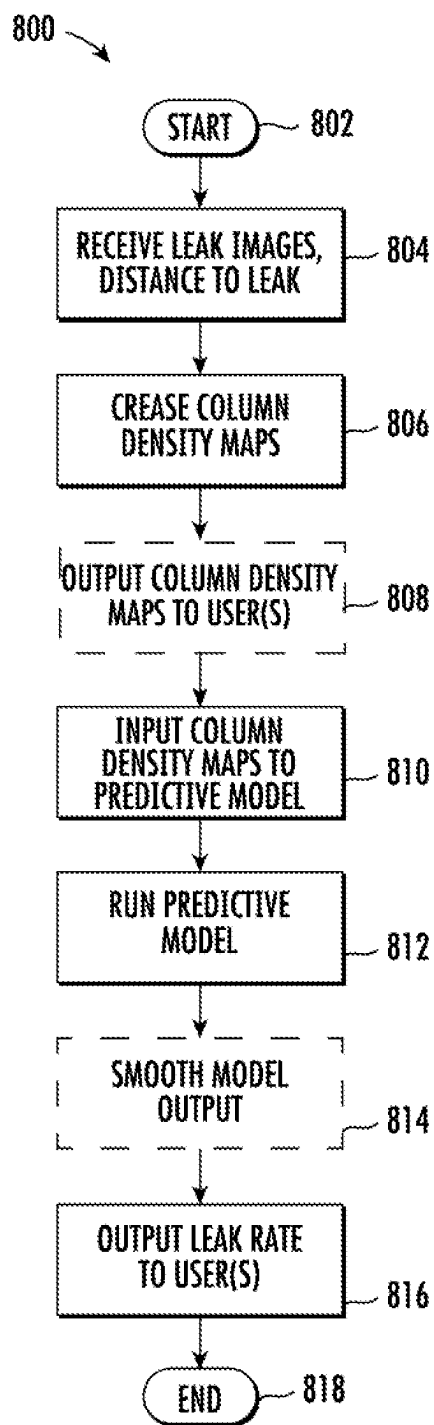 800
START
802
RECEIVE LEAK IMAGES,
DISTANCE TO LEAK
804
CREASE COLUMN
DENSITY MAPS
806
OUTPUT COLUMN DENSITY
MAPS TO USER(S)
808
INPUT COLUMN
DENSITY MAPS TO
PREDICTIVE MODEL
810
RUN PREDICTIVE
MODEL
812
SMOOTH MODEL
OUTPUT
814
OUTPUT LEAK RATE
TO USER(S)
816
END
818